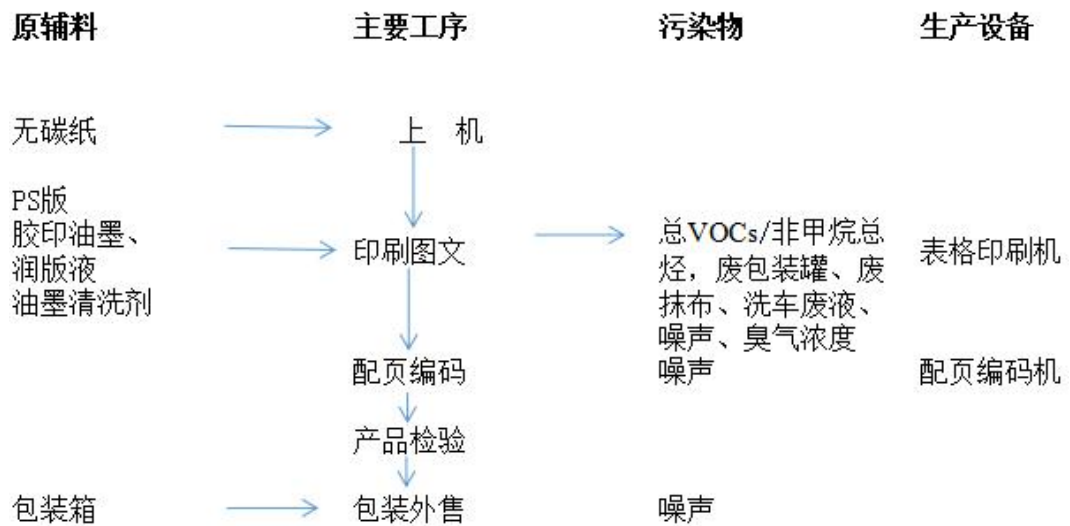 原辅料 主要工序 污染物 生产设备
无碳纸 上 机
PS版
胶印油墨、
润版液
油墨清洗剂
印刷图文
总VOCs/非甲烷总
烃，废包装罐、废
抹布、洗车废液、
噪声、臭气浓度
表格印刷机
配页编码 噪声 配页编码机
产品检验
包装箱 包装外售 噪声